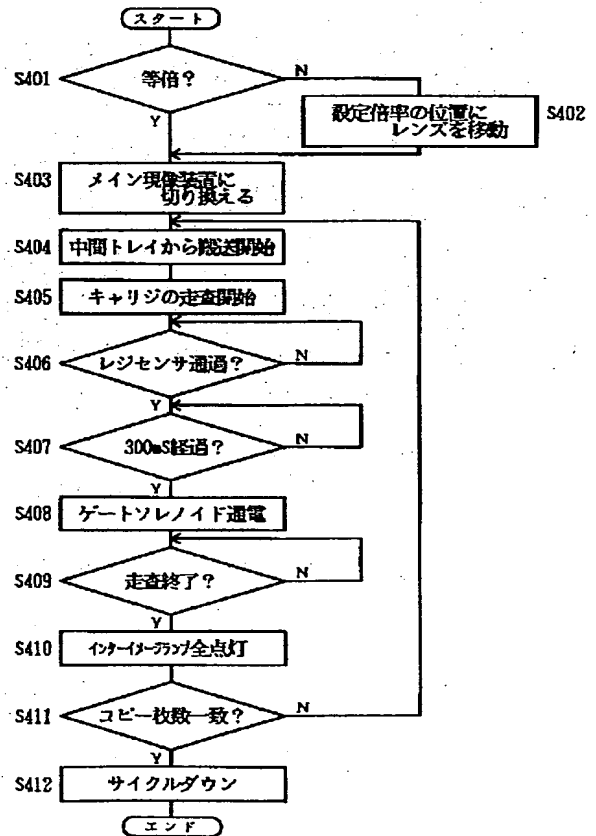 スタート
S401
等倍？
N
Y
設定倍率の位置に
レンズを移動
S402
S403
メイン現像装置に
切り換える
S404
中間トレイから搬送開始
S405
キャリジの走査開始
S406
レジセンサ通過？
N
Y
S407
300mS経過？
N
Y
S408
ゲートソレノイド通電
S409
走査終了？
N
Y
S410
インターイメージランプ全点灯
S411
コピー枚数一致？
N
Y
S412
サイクルダウン
エンド